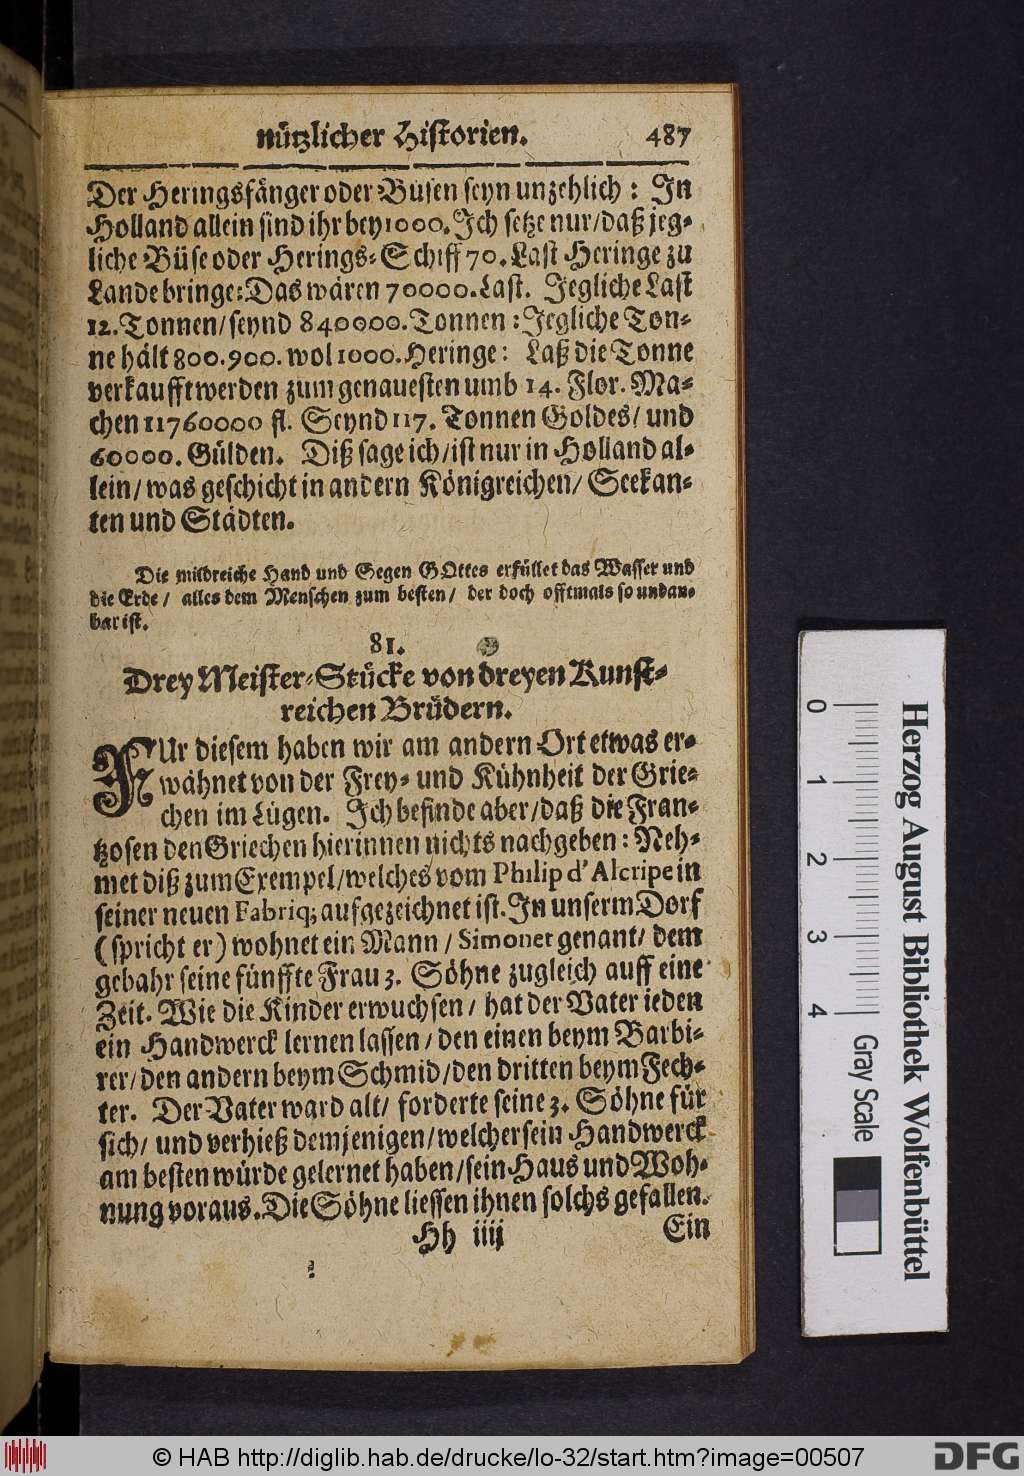 nützlicher Historien. 487
Der Heringsfänger oder Büsen seyn unzehlich: In
Holland allein sind ihr bey 1000. Ich setze nur/ daß jeg-
liche Büse oder Herings-Schiff 70. Last Heringe zu
Lande bringe: Das wären 70000. Last. Jegliche Last
12. Tonnen/ seynd 840000. Tonnen: Jegliche Ton-
ne hält 800. 900. wol 1000. Heringe: Laß die Tonne
verkaufft werden zum genauesten umb 14. Flor. Ma-
chen 11760000 fl. Seynd 117. Tonnen Goldes/ und
60000. Gülden. Diß sage ich/ ist nur in Holland al-
lein/ was geschicht in andern Königreichen/ Seekan-
ten und Städten.
Die mildreiche Hand und Segen GOttes erfüllet das Wasser und
die Erde/ alles dem Menschen zum besten/ der doch offtmals so undan-
bar ist.
81.
Drey Meister-Stücke von dreyen Kunst-
reichen Brüdern.
NUr diesem haben wir am andern Ort etwas er-
wähnet von der Frey- und Kühnheit der Grie-
chen im Lügen. Ich befinde aber/ daß die Fran-
tzosen den Griechen hierinnen nichts nachgeben: Neh-
met diß zum Exempel/ welches vom Philip d'Alcripe in
seiner neuen Fabriq; aufgezeichnet ist. In unserm Dorf
(spricht er) wohnet ein Mann/ Simonet genant/ dem
gebahr seine fünffte Frau 3. Söhne zugleich auff eine
Zeit. Wie die Kinder erwuchsen/ hat der Vater ieden
ein Handwerck lernen lassen/ den einen beym Barbi-
rer/ den andern beym Schmid/ den dritten beym Fech-
ter. Der Vater ward alt/ forderte seine 3. Söhne für
sich/ und verhieß demjenigen/ welcher sein Handwerck
am besten würde gelernet haben/ sein Haus und Woh-
nung voraus. Die Söhne liessen ihnen solchs gefallen.
Hh iiij Ein
0 1 2 3 4 Gray Scale
Herzog August Bibliothek Wolfenbüttel
© HAB http://diglib.hab.de/drucke/lo-32/start.htm?image=00507
DFG